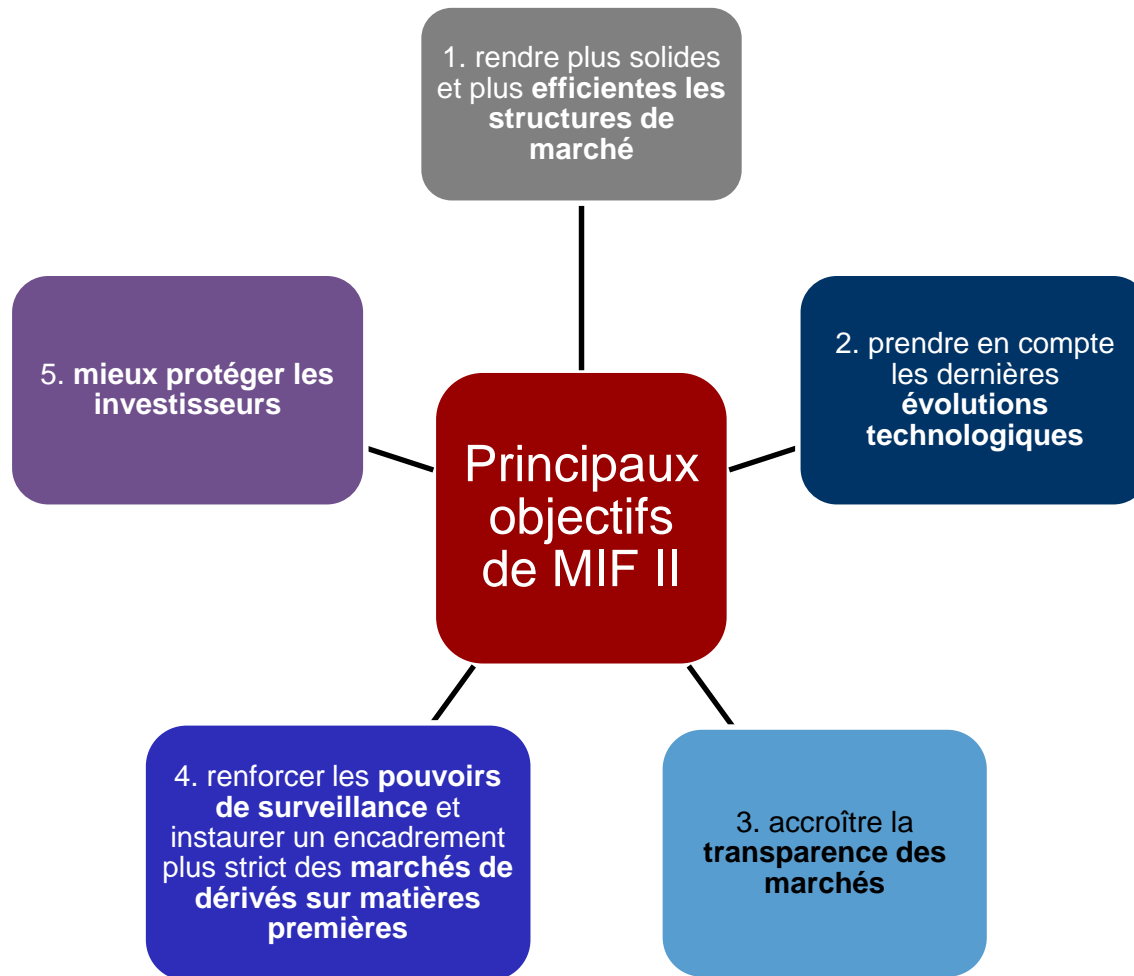 1. rendre plus solides
et plus efficientes les
structures de
marché
2. prendre en compte
les dernières
évolutions
technologiques
5. mieux protéger les
investisseurs
Principaux
objectifs
de MIF II
4. renforcer les pouvoirs
de surveillance et
instaurer un encadrement
plus strict des marchés de
dérivés sur matières
premières
3. accroître la
transparence des
marchés